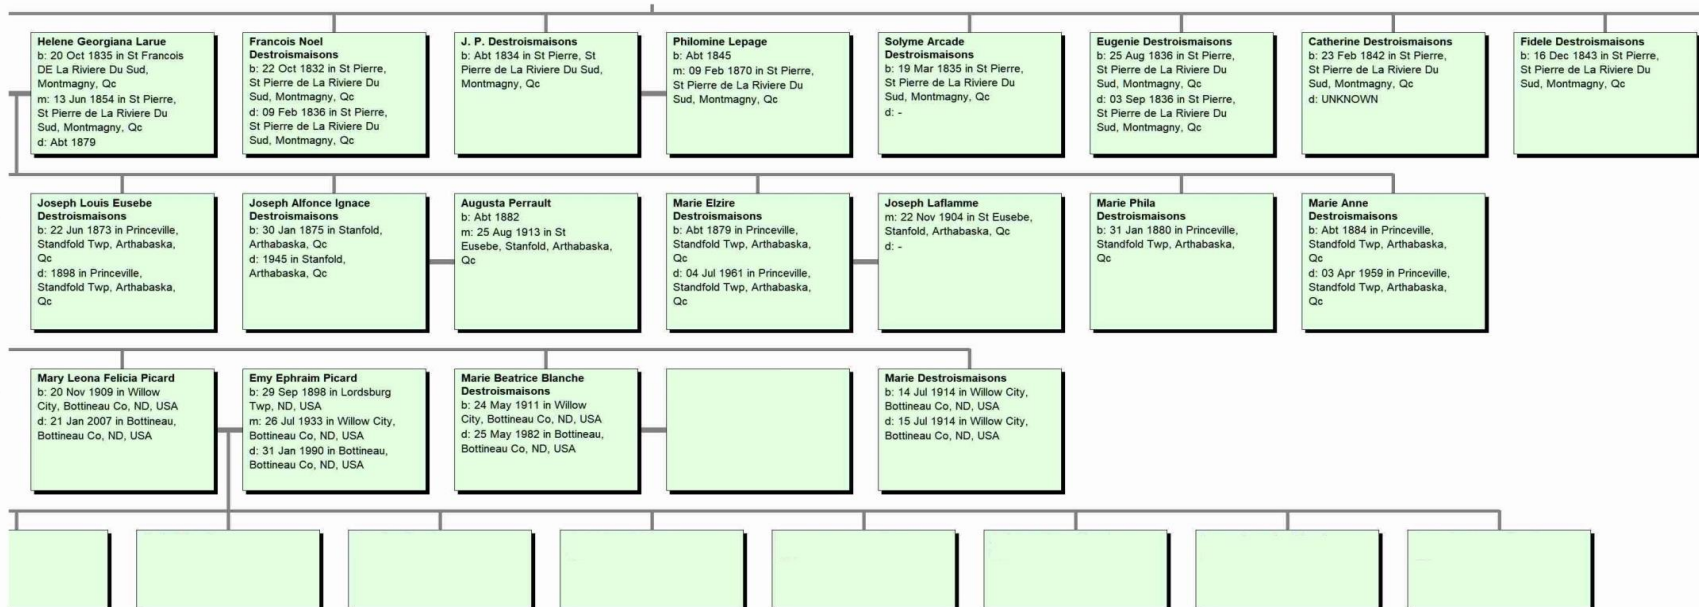 Helene Georgiana Larue
b: 20 Oct 1835 in St Francois
DE La Riviere Du Sud,
Montmagny, Qc
m: 13 Jun 1854 in St Pierre,
St Pierre de La Riviere Du
Sud, Montmagny, Qc
d: Abt 1879
Francois Noel
Destroismaisons
b: 22 Oct 1832 in St Pierre,
St Pierre de La Riviere Du
Sud, Montmagny, Qc
d: 09 Feb 1836 in St Pierre,
St Pierre de La Riviere Du
Sud, Montmagny, Qc
J. P. Destroismaisons
b: Abt 1834 in St Pierre, St
Pierre de La Riviere Du Sud,
Montmagny, Qc
Philomine Lepage
b: Abt 1845
m: 09 Feb 1870 in St Pierre,
St Pierre de La Riviere Du
Sud, Montmagny, Qc
Solyme Arcade
Destroismaisons
b: 19 Mar 1835 in St Pierre,
St Pierre de La Riviere Du
Sud, Montmagny, Qc
d: -
Eugenie Destroismaisons
b: 25 Aug 1836 in St Pierre,
St Pierre de La Riviere Du
Sud, Montmagny, Qc
d: 03 Sep 1836 in St Pierre,
St Pierre de La Riviere Du
Sud, Montmagny, Qc
Catherine Destroismaisons
b: 23 Feb 1842 in St Pierre,
St Pierre de La Riviere Du
Sud, Montmagny, Qc
d: UNKNOWN
Fidele Destroismaisons
b: 16 Dec 1843 in St Pierre,
St Pierre de La Riviere Du
Sud, Montmagny, Qc
Joseph Louis Eusebe
Destroismaisons
b: 22 Jun 1873 in Princeville,
Standfold Twp, Arthabaska,
Qc
d: 1898 in Princeville,
Standfold Twp, Arthabaska,
Qc
Joseph Alfonce Ignace
Destroismaisons
b: 30 Jan 1875 in Stanfold,
Arthabaska, Qc
d: 1945 in Stanfold,
Arthabaska, Qc
Augusta Perrault
b: Abt 1882
m: 25 Aug 1913 in St
Eusebe, Stanfold, Arthabaska,
Qc
Marie Elzire
Destroismaisons
b: Abt 1879 in Princeville,
Standfold Twp, Arthabaska,
Qc
d: 04 Jul 1961 in Princeville,
Standfold Twp, Arthabaska,
Qc
Joseph Laflamme
m: 22 Nov 1904 in St Eusebe,
Stanfold, Arthabaska, Qc
d: -
Marie Phila
Destroismaisons
b: 31 Jan 1880 in Princeville,
Standfold Twp, Arthabaska,
Qc
Marie Anne
Destroismaisons
b: Abt 1884 in Princeville,
Standfold Twp, Arthabaska,
Qc
d: 03 Apr 1959 in Princeville,
Standfold Twp, Arthabaska,
Qc
Mary Leona Felicia Picard
b: 20 Nov 1909 in Willow
City, Bottineau Co, ND, USA
d: 21 Jan 2007 in Bottineau,
Bottineau Co, ND, USA
Emy Ephraim Picard
b: 29 Sep 1898 in Lordsburg
Twp, ND, USA
m: 26 Jul 1933 in Willow City,
Bottineau Co, ND, USA
d: 31 Jan 1990 in Bottineau,
Bottineau Co, ND, USA
Marie Beatrice Blanche
Destroismaisons
b: 24 May 1911 in Willow
City, Bottineau Co, ND, USA
d: 25 May 1982 in Bottineau,
Bottineau Co, ND, USA
Marie Destroismaisons
b: 14 Jul 1914 in Willow City,
Bottineau Co, ND, USA
d: 15 Jul 1914 in Willow City,
Bottineau Co, ND, USA